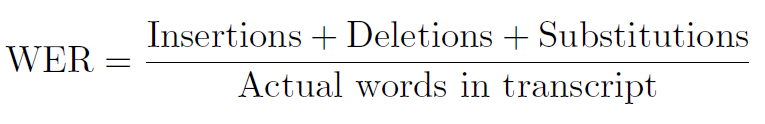 WER = Insertions + Deletions + Substitutions
Actual words in transcript